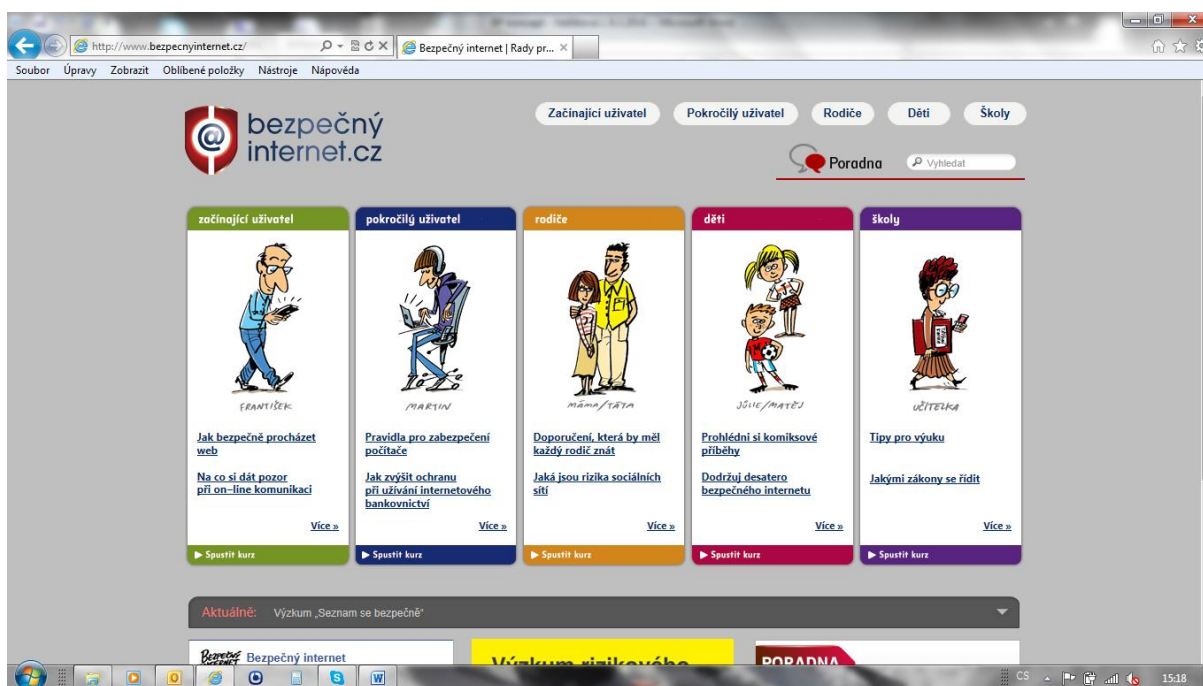 http://www.bezpecnyinternet.cz/
Bezpečný internet | Rady pr...
Soubor Úpravy Zobrazit Oblíbené položky Nástroje Nápověda
bezpečný
internet.cz
Začínající uživatel Pokročilý uživatel Rodiče Děti Školy
Poradna Vyhledat
začínající uživatel
FRANTIŠEK
Jak bezpečně procházet
web
Na co si dát pozor
při on-line komunikaci
Více »
Spustit kurz
pokročilý uživatel
MARTIN
Pravidla pro zabezpečení
počítače
Jak zvýšit ochranu
při užívání internetového
bankovnictví
Více »
Spustit kurz
rodiče
MÁMA/TÁTA
Doporučení, která by měl
každý rodič znát
Jaká jsou rizika sociálních
sítí
Více »
Spustit kurz
děti
JŮLIE/MATĚJ
Prohlédni si komiksové
příběhy
Dodržuj desatero
bezpečného internetu
Více »
Spustit kurz
školy
UČITELKA
Tipy pro výuku
Jakými zákony se řídit
Více »
Spustit kurz
Aktuálně: Výzkum „Seznam se bezpečně"
Bezpečný internet
Výzkum rizikového
PORADNA
CS 15:18